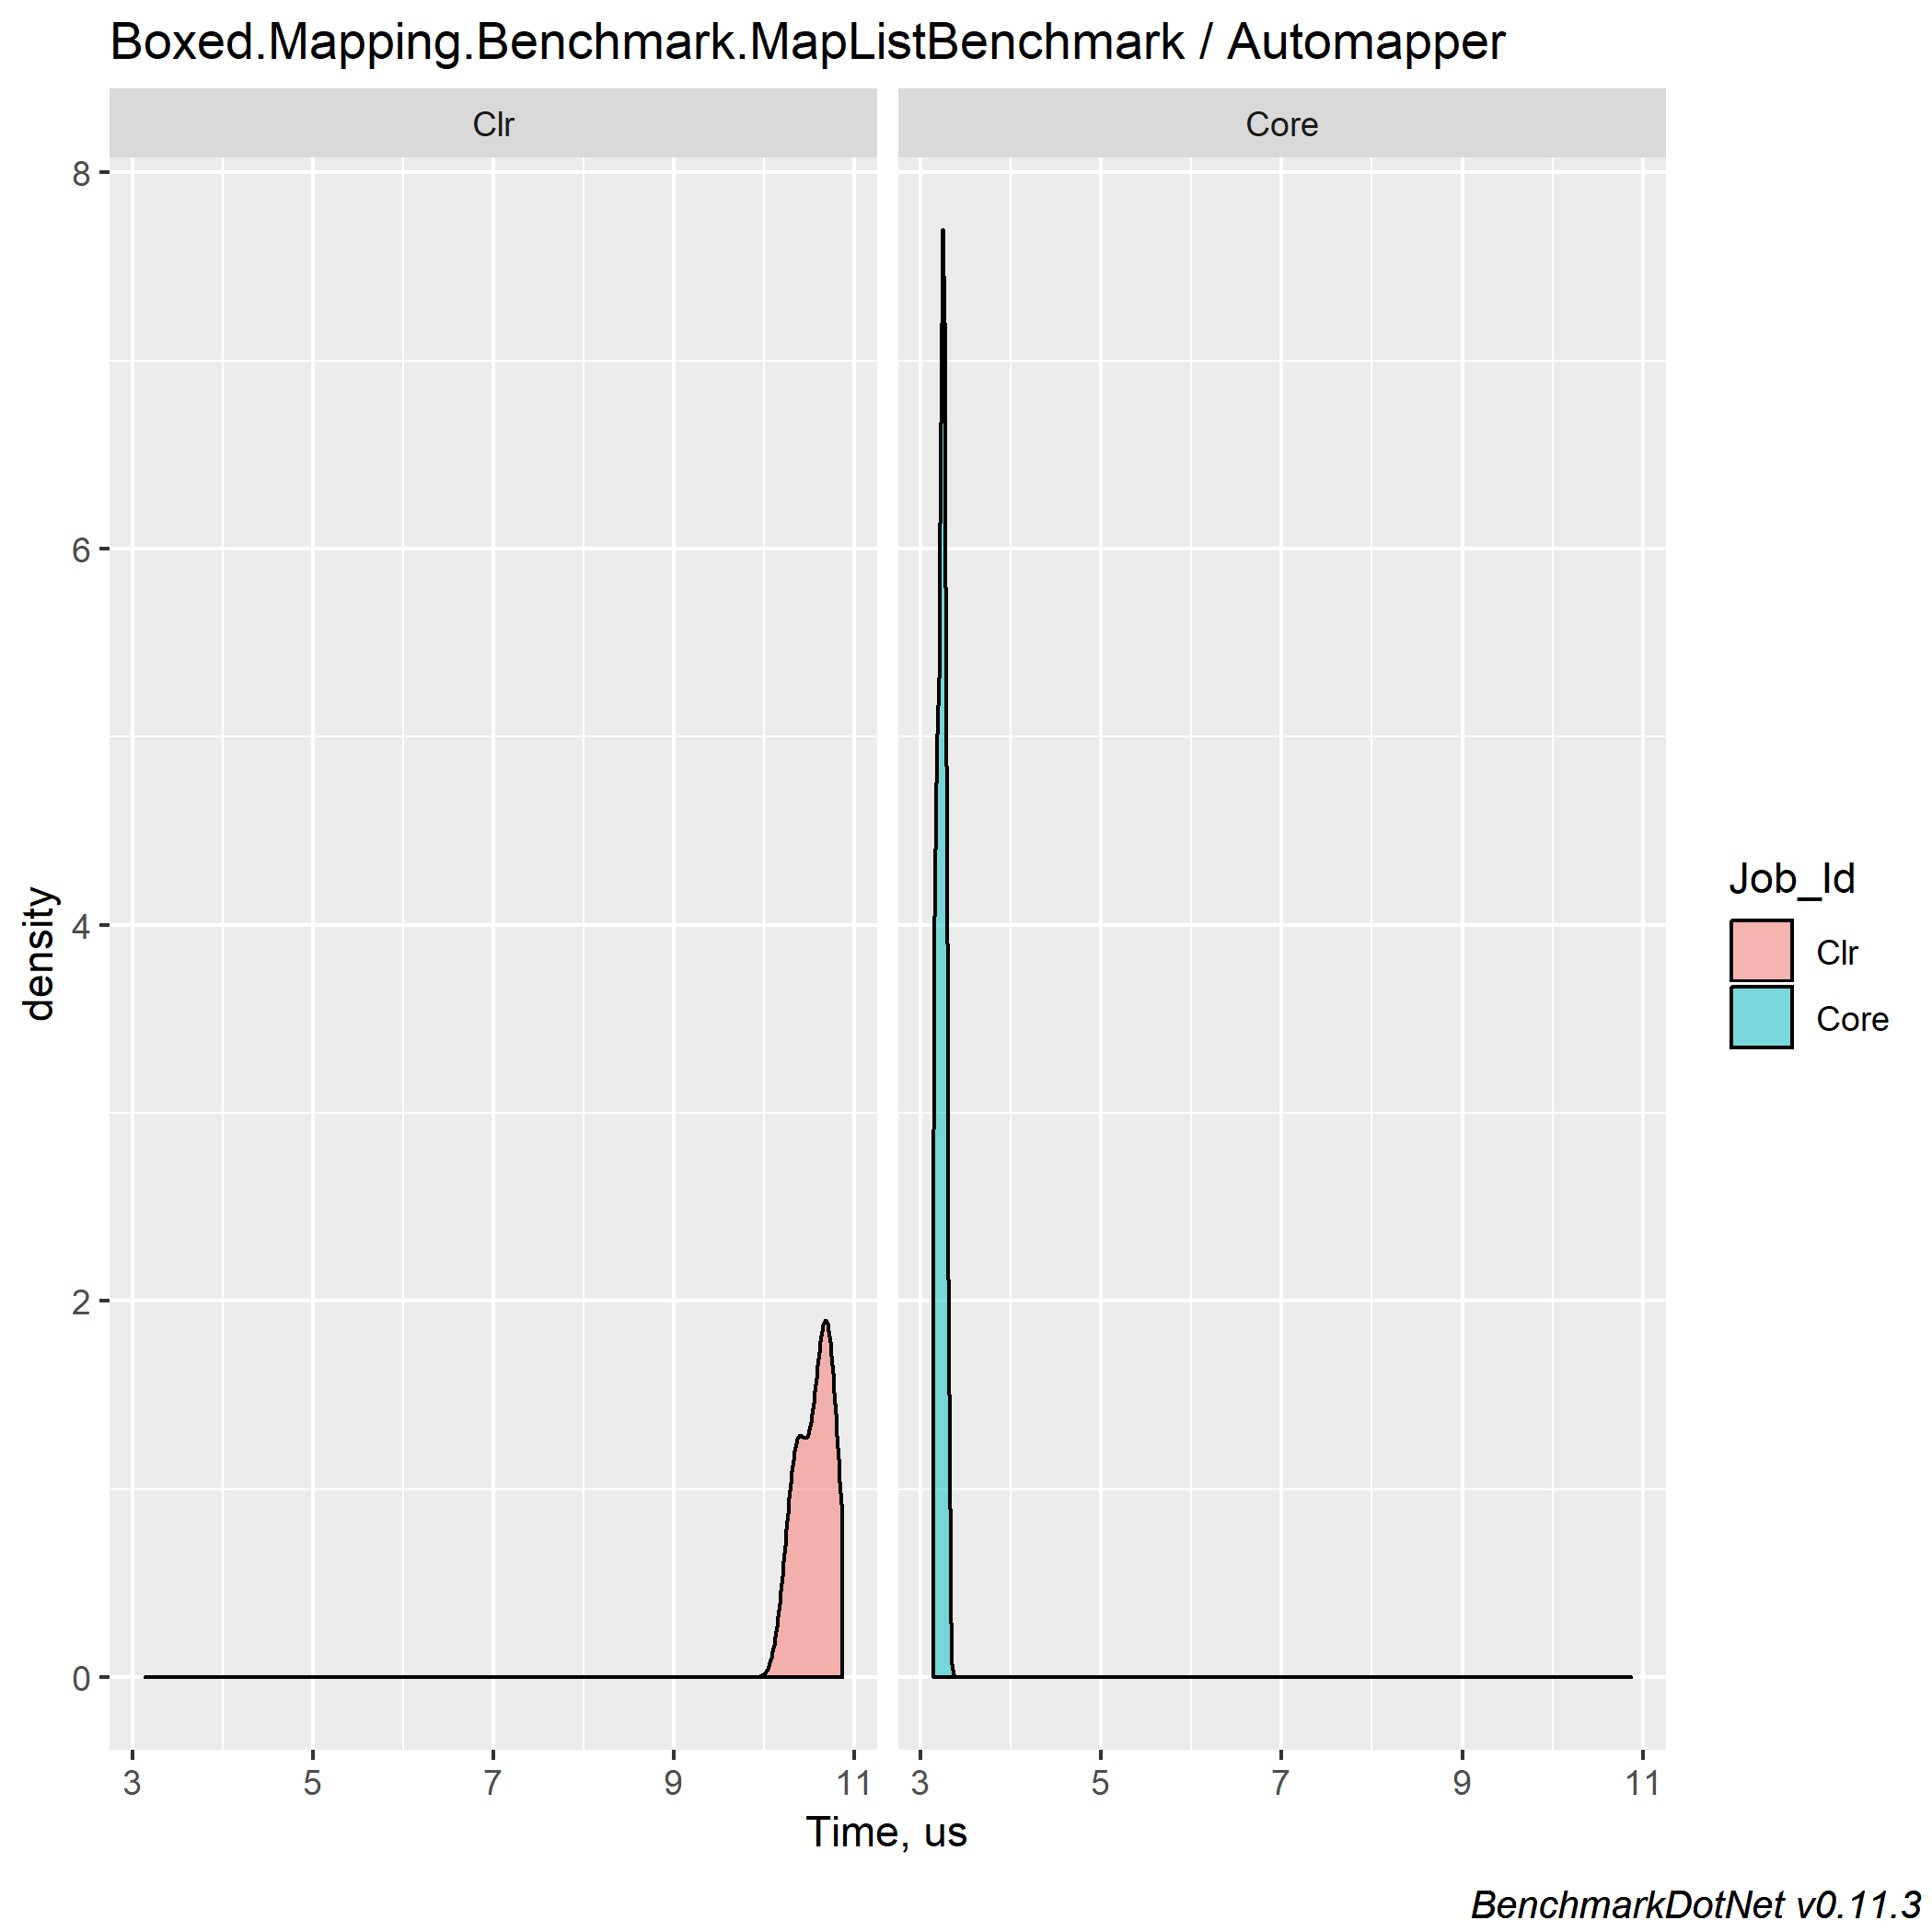 Boxed.Mapping.Benchmark.MapListBenchmark / Automapper
Clr
Core
8
6
4
2
0
density
3 5 7 9 11
3 5 7 9 11
Time, us
Job_Id
Clr
Core
BenchmarkDotNet v0.11.3